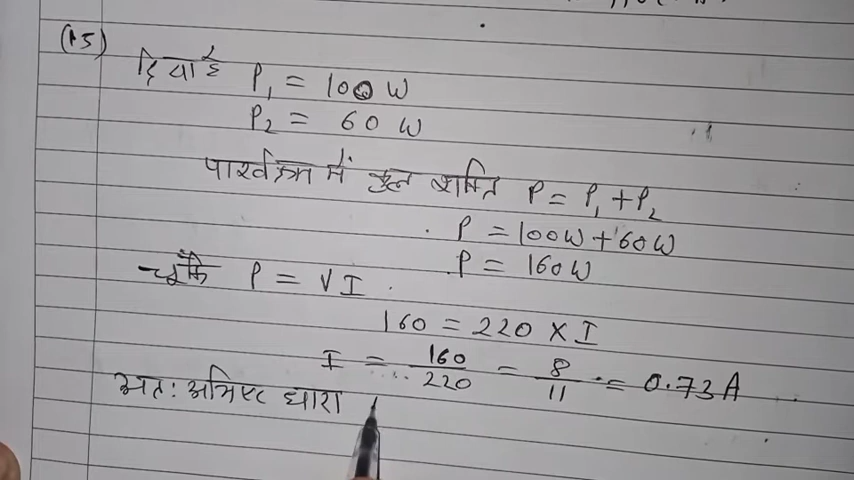 (15)
दिया है P₁ = 100 W
P₂ = 60 W
पार्श्वक्रम में कुल शक्ति P = P₁ + P₂
P = 100W + 60W
P = 160W
चूँकि P = VI
160 = 220 X I
I = 160/220 = 8/11 = 0.73A
अतः अभिष्ट धारा